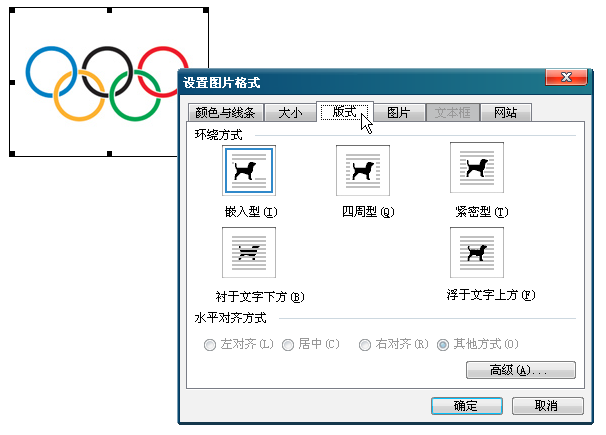 设置图片格式
颜色与线条 大小 版式 图片 文本框 网站
环绕方式
嵌入型(I) 四周型(Q) 紧密型(T)
衬于文字下方(B) 浮于文字上方(F)
水平对齐方式
左对齐(L) 居中(C) 右对齐(R) 其他方式(O)
高级(A)...
确定 取消